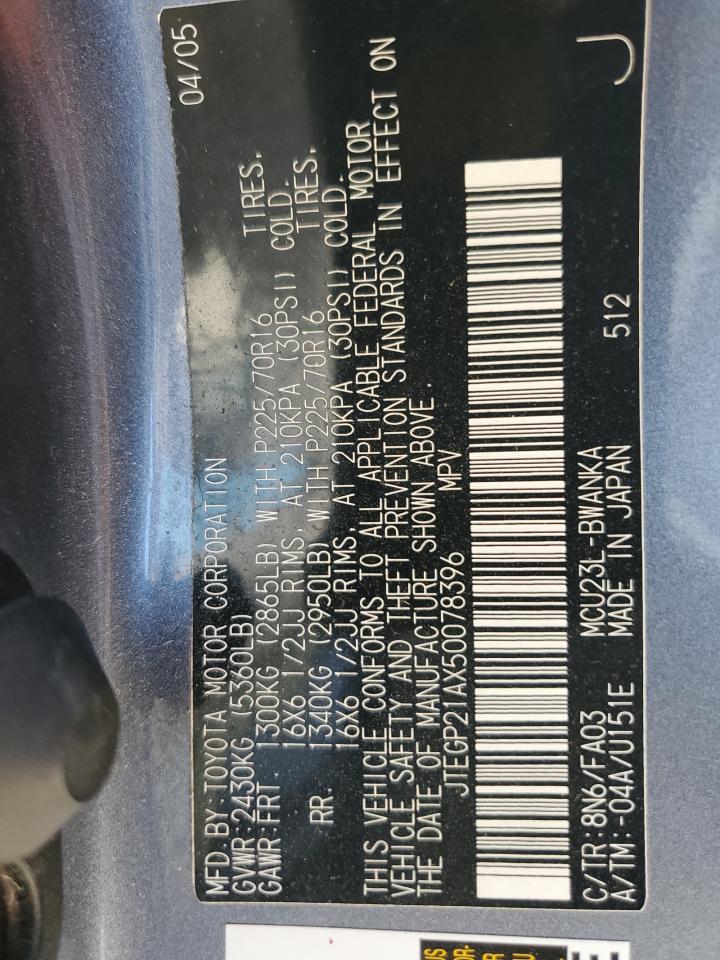 MFD.BY:TOYOTA MOTOR CORPORATION 04/05
GVWR:2430KG (5360LB)
GAWR:FRT. 1300KG (2865LB) WITH P225/70R16 TIRES.
16X6 1/2JJ RIMS, AT 210KPA (30PSI) COLD.
RR. 1340KG (2950LB) WITH P225/70R16 TIRES.
16X6 1/2JJ RIMS, AT 210KPA (30PSI) COLD.
THIS VEHICLE CONFORMS TO ALL APPLICABLE FEDERAL MOTOR
VEHICLE SAFETY AND THEFT PREVENTION STANDARDS IN EFFECT ON
THE DATE OF MANUFACTURE SHOWN ABOVE.
JTEGP21AX50078396 MPV
C/TR:8N6/FA03 MCU23L-BWANKA
A/TM:-04A/U151E MADE IN JAPAN 512 J